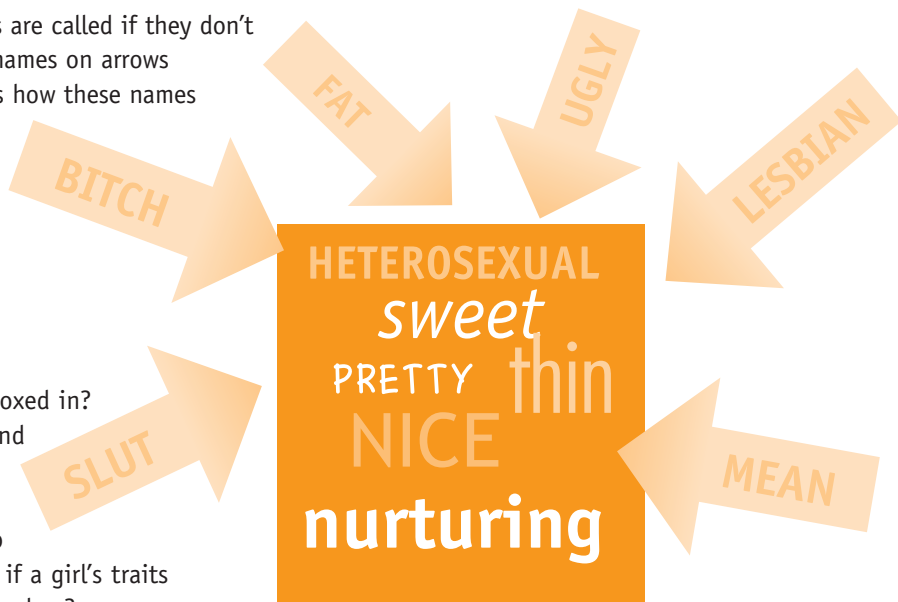 s are called if they don't
names on arrows
s how these names
FAT
UGLY
BITCH
LESBIAN
HETEROSEXUAL
sweet
PRETTY thin
NICE
nurturing
oxed in?
nd
SLUT
MEAN
if a girl's traits